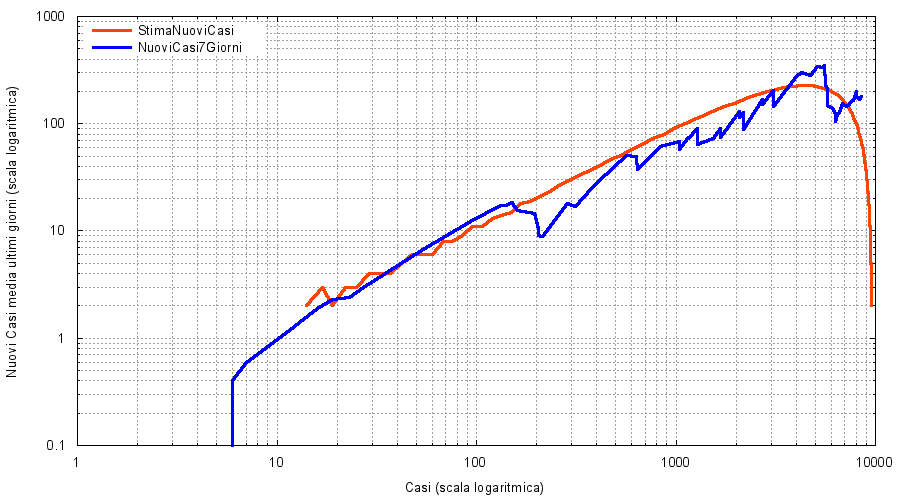 1000
StimaNuoviCasi
NuoviCasi7Giorni
100
10
1
0.1
Nuovi Casi media ultimi giorni (scala logaritmica)
1
10
100
1000
10000
Casi (scala logaritmica)